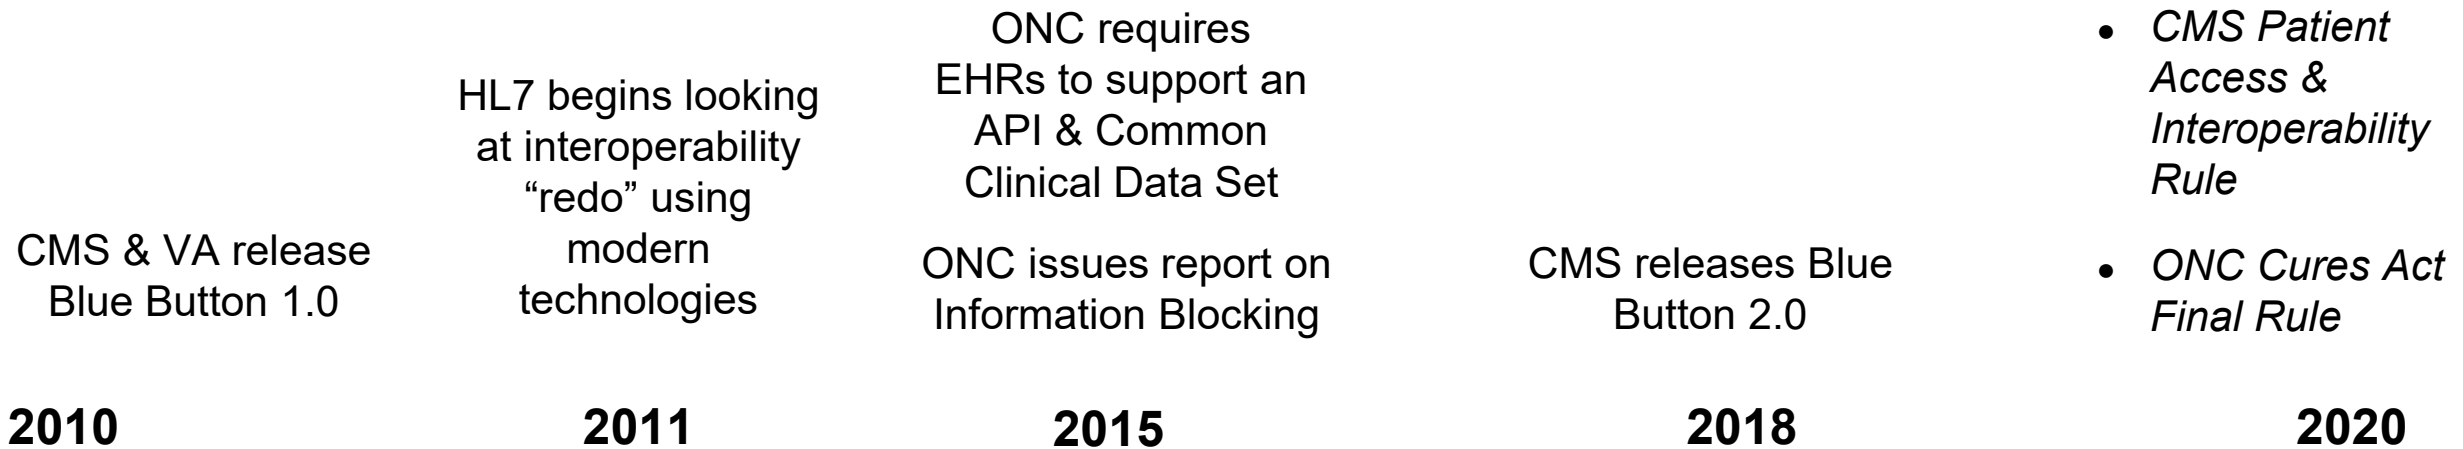 CMS & VA release
Blue Button 1.0
2010
HL7 begins looking
at interoperability
“redo” using
modern
technologies
2011
ONC requires
EHRs to support an
API & Common
Clinical Data Set
ONC issues report on
Information Blocking
2015
CMS releases Blue
Button 2.0
2018
● CMS Patient
Access &
Interoperability
Rule
● ONC Cures Act
Final Rule
2020